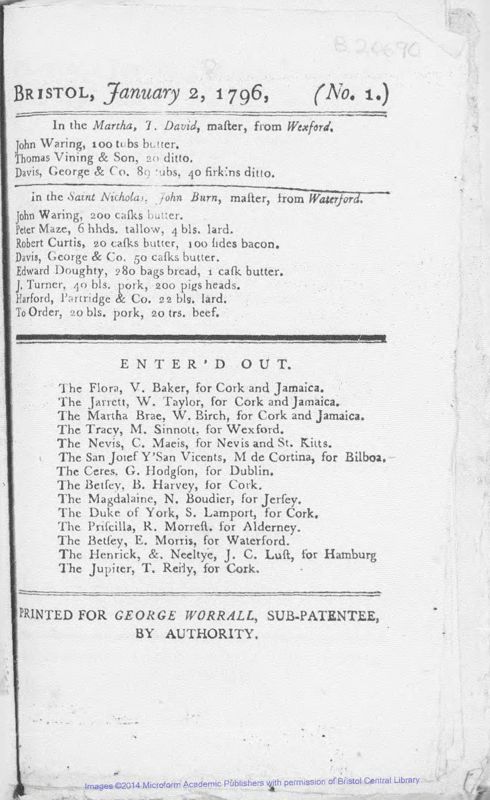 B 20690
BRISTOL, January 2, 1796, (No. 1.)
In the Martha, J. David, maſter, from Wexford.
John Waring, 100 tubs butter.
Thomas Vining & Son, 20 ditto.
Davis, George & Co. 89 tubs, 40 firkins ditto.
in the Saint Nicholas, John Burn, maſter, from Waterford.
John Waring, 200 caſks butter.
Peter Maze, 6 hhds. tallow, 4 bls. lard.
Robert Curtis, 20 caſks butter, 100 ſides bacon.
Davis, George & Co. 50 caſks butter.
Edward Doughty, 280 bags bread, 1 caſk butter.
J. Turner, 40 bls. pork, 200 pigs heads.
Harford, Partridge & Co. 22 bls. lard.
To Order, 20 bls. pork, 20 trs. beef.
ENTER'D OUT.
The Flora, V. Baker, for Cork and Jamaica.
The Jarrett, W. Taylor, for Cork and Jamaica.
The Martha Brae, W. Birch, for Cork and Jamaica.
The Tracy, M. Sinnott, for Wexford.
The Nevis, C. Maeis, for Nevis and St. Kitts.
The San Joſef Y'San Vicents, M de Cortina, for Bilboa.
The Ceres, G. Hodgſon, for Dublin.
The Betſey, B. Harvey, for Cork.
The Magdalaine, N. Boudier, for Jerſey.
The Duke of York, S. Lamport, for Cork.
The Priſcilla, R. Morreſt, for Alderney.
The Betſey, E. Morris, for Waterford.
The Henrick, &. Neeltye, J. C. Luſt, for Hamburg
The Jupiter, T. Reily, for Cork.
PRINTED FOR GEORGE WORRALL, SUB-PATENTEE,
BY AUTHORITY.
Images ©2014 Microform Academic Publishers with permission of Bristol Central Library